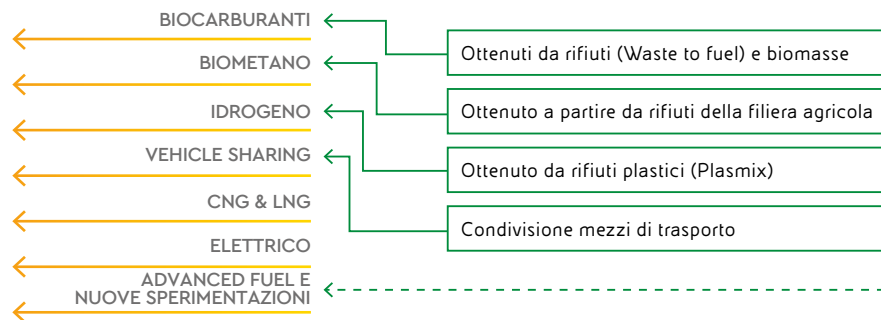 BIOCARBURANTI
BIOMETANO
IDROGENO
VEHICLE SHARING
CNG & LNG
ELETTRICO
ADVANCED FUEL E
NUOVE SPERIMENTAZIONI
Ottenuti da rifiuti (Waste to fuel) e biomasse
Ottenuto a partire da rifiuti della filiera agricola
Ottenuto da rifiuti plastici (Plasmix)
Condivisione mezzi di trasporto